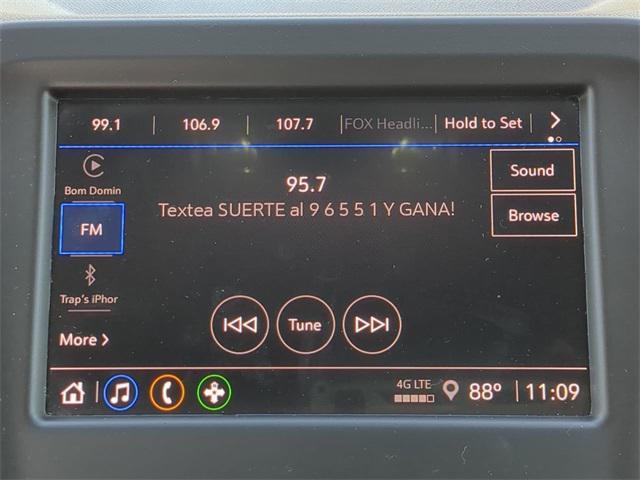 99.1 106.9 107.7 FOX Headli... Hold to Set
Bom Domin
95.7
Sound
Textea SUERTE al 9 6 5 5 1 Y GANA!
Browse
FM
Trap's iPhor
Tune
More
4G LTE 88° 11:09